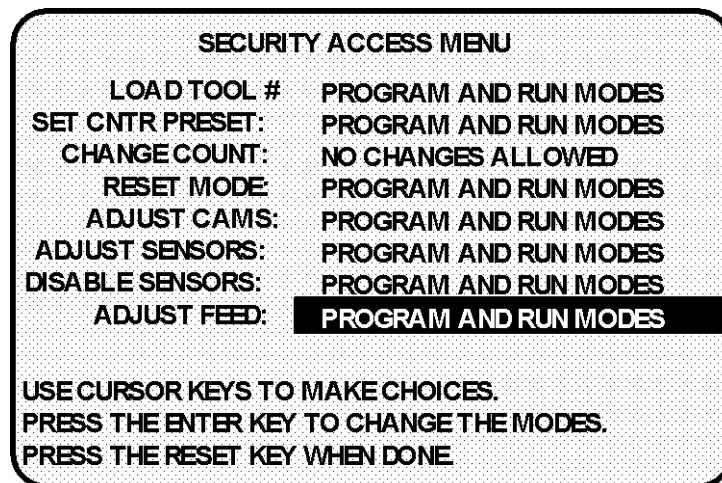 SECURITY ACCESS MENU
LOAD TOOL # PROGRAM AND RUN MODES
SET CNTR PRESET: PROGRAM AND RUN MODES
CHANGE COUNT: NO CHANGES ALLOWED
RESET MODE: PROGRAM AND RUN MODES
ADJUST CAMS: PROGRAM AND RUN MODES
ADJUST SENSORS: PROGRAM AND RUN MODES
DISABLE SENSORS: PROGRAM AND RUN MODES
ADJUST FEED: PROGRAM AND RUN MODES
USE CURSOR KEYS TO MAKE CHOICES.
PRESS THE ENTER KEY TO CHANGE THE MODES.
PRESS THE RESET KEY WHEN DONE.